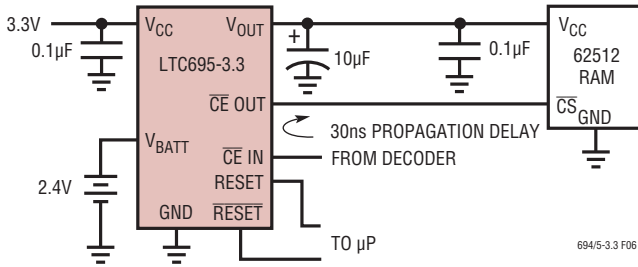 3.3V
VCC
VOUT
VCC
0.1µF
10µF
0.1µF
LTC695-3.3
62512
RAM
CE OUT
CS
GND
30ns PROPAGATION DELAY
VBATT
CE IN
FROM DECODER
RESET
2.4V
GND
RESET
TO µP
694/5-3.3 F06
+